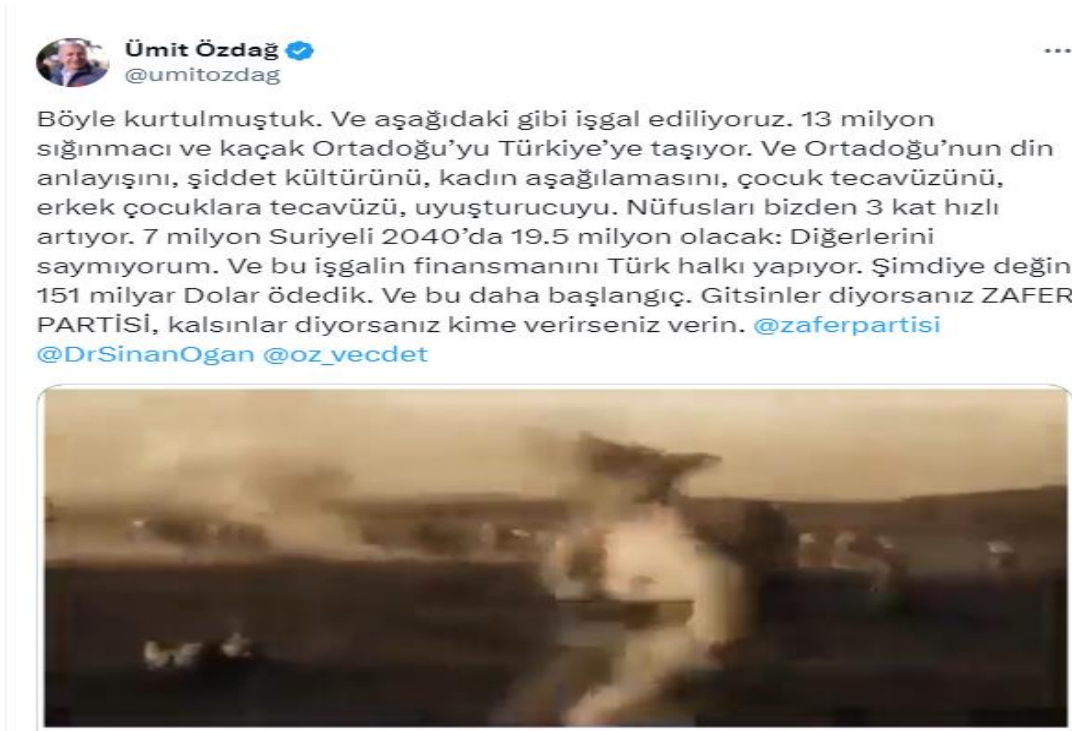 Ümit Özdağ
@umitozdag
Böyle kurtulmuştuk. Ve aşağıdaki gibi işgal ediliyoruz. 13 milyon
sığınmacı ve kaçak Ortadoğu’yu Türkiye’ye taşıyor. Ve Ortadoğu’nun din
anlayışını, şiddet kültürünü, kadın aşağılamasını, çocuk tecavüzünü,
erkek çocuklara tecavüzü, uyuşturucuyu. Nüfusları bizden 3 kat hızlı
artıyor. 7 milyon Suriyeli 2040’da 19.5 milyon olacak: Diğerlerini
saymıyorum. Ve bu işgalin finansmanını Türk halkı yapıyor. Şimdiye değin
151 milyar Dolar ödedik. Ve bu daha başlangıç. Gitsinler diyorsanız ZAFER
PARTİSİ, kalsınlar diyorsanız kime verirseniz verin. @zaferpartisi
@DrSinanOgan @oz_vecdet